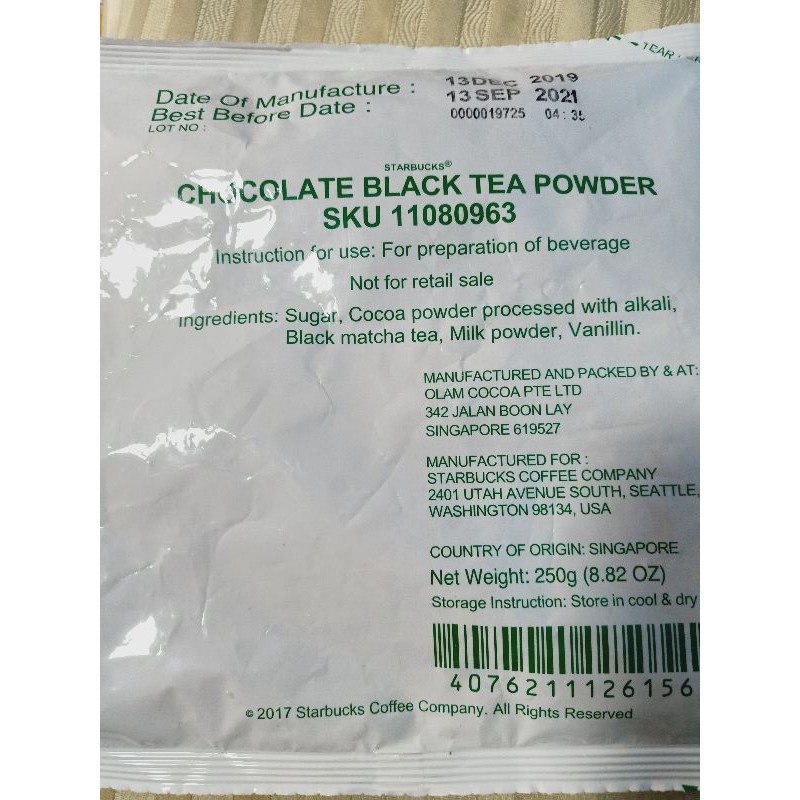 TEAR
Date Of Manufacture : 13 DEC 2019
Best Before Date : 13 SEP 2021
LOT NO : 0000019725 04:35
STARBUCKS®
CHOCOLATE BLACK TEA POWDER
SKU 11080963
Instruction for use: For preparation of beverage
Not for retail sale
Ingredients: Sugar, Cocoa powder processed with alkali,
Black matcha tea, Milk powder, Vanillin.
MANUFACTURED AND PACKED BY & AT:
OLAM COCOA PTE LTD
342 JALAN BOON LAY
SINGAPORE 619527
MANUFACTURED FOR :
STARBUCKS COFFEE COMPANY
2401 UTAH AVENUE SOUTH, SEATTLE,
WASHINGTON 98134, USA
COUNTRY OF ORIGIN: SINGAPORE
Net Weight: 250g (8.82 OZ)
Storage Instruction: Store in cool & dry
4076211126156
© 2017 Starbucks Coffee Company. All Rights Reserved